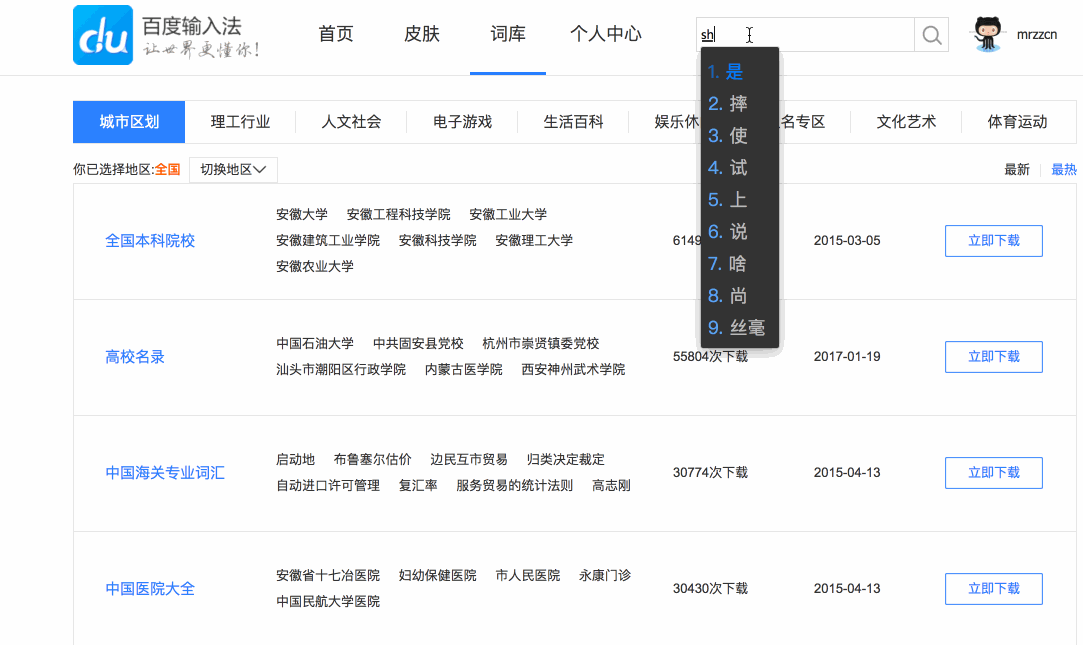 du 百度输入法
让世界更懂你!
首页 皮肤 词库 个人中心 sh mrzzcn
1. 是
2. 摔
3. 使
4. 试
5. 上
6. 说
7. 啥
8. 尚
9. 丝毫
城市区划 理工行业 人文社会 电子游戏 生活百科 娱乐休 名专区 文化艺术 体育运动
你已选择地区:全国 切换地区 最新 最热
全国本科院校
安徽大学 安徽工程科技学院 安徽工业大学
安徽建筑工业学院 安徽科技学院 安徽理工大学
安徽农业大学
6149 2015-03-05 立即下载
高校名录
中国石油大学 中共固安县党校 杭州市崇贤镇委党校
汕头市潮阳区行政学院 内蒙古医学院 西安神州武术学院
55804次下载 2017-01-19 立即下载
中国海关专业词汇
启动地 布鲁塞尔估价 边民互市贸易 归类决定裁定
自动进口许可管理 复汇率 服务贸易的统计法则 高志刚
30774次下载 2015-04-13 立即下载
中国医院大全
安徽省十七冶医院 妇幼保健医院 市人民医院 永康门诊
中国民航大学医院
30430次下载 2015-04-13 立即下载